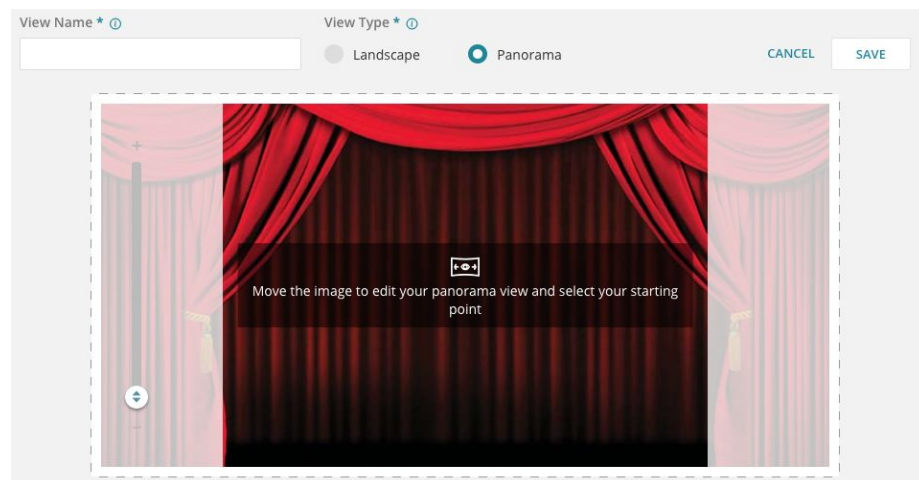 View Name *
View Type *
Landscape
Panorama
CANCEL
SAVE
Move the image to edit your panorama view and select your starting
point